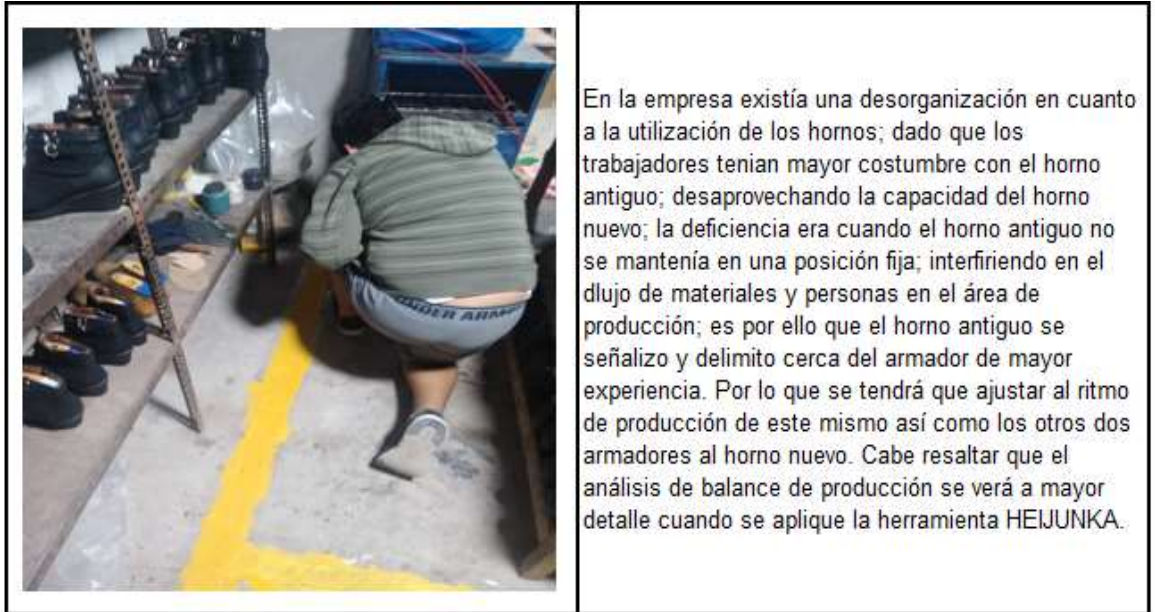 En la empresa existía una desorganización en cuanto
a la utilización de los hornos; dado que los
trabajadores tenian mayor costumbre con el horno
antiguo; desaprovechando la capacidad del horno
nuevo; la deficiencia era cuando el horno antiguo no
se mantenía en una posición fija; interfiriendo en el
dlujo de materiales y personas en el área de
producción; es por ello que el horno antiguo se
señalizo y delimito cerca del armador de mayor
experiencia. Por lo que se tendrá que ajustar al ritmo
de producción de este mismo así como los otros dos
armadores al horno nuevo. Cabe resaltar que el
análisis de balance de producción se verá a mayor
detalle cuando se aplique la herramienta HEIJUNKA.
UNDER ARM